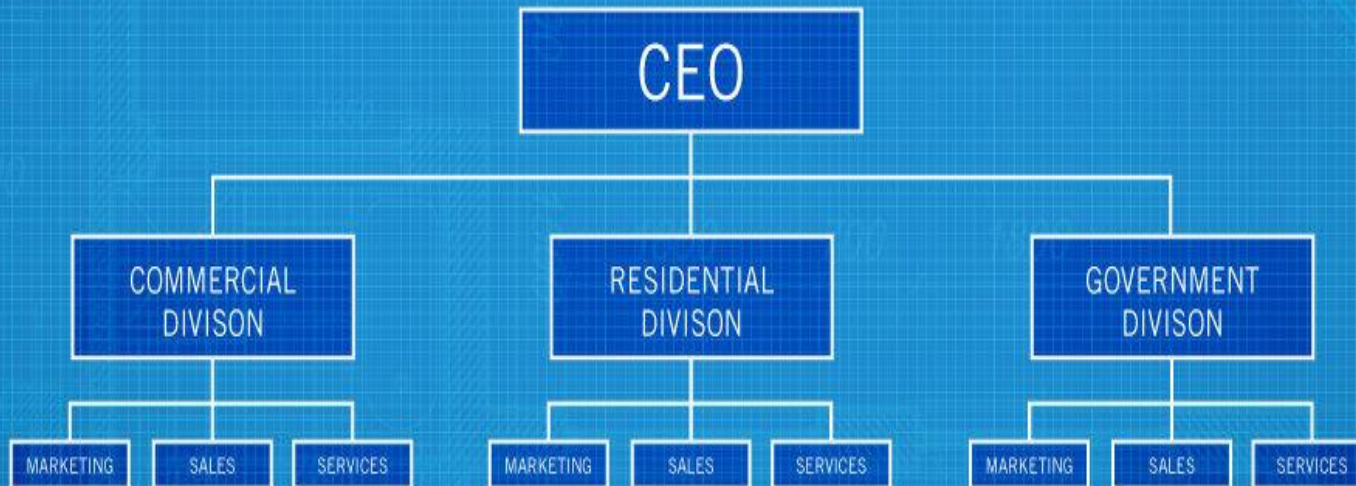 CEO
COMMERCIAL
DIVISON
RESIDENTIAL
DIVISON
GOVERNMENT
DIVISON
MARKETING
SALES
SERVICES
MARKETING
SALES
SERVICES
MARKETING
SALES
SERVICES